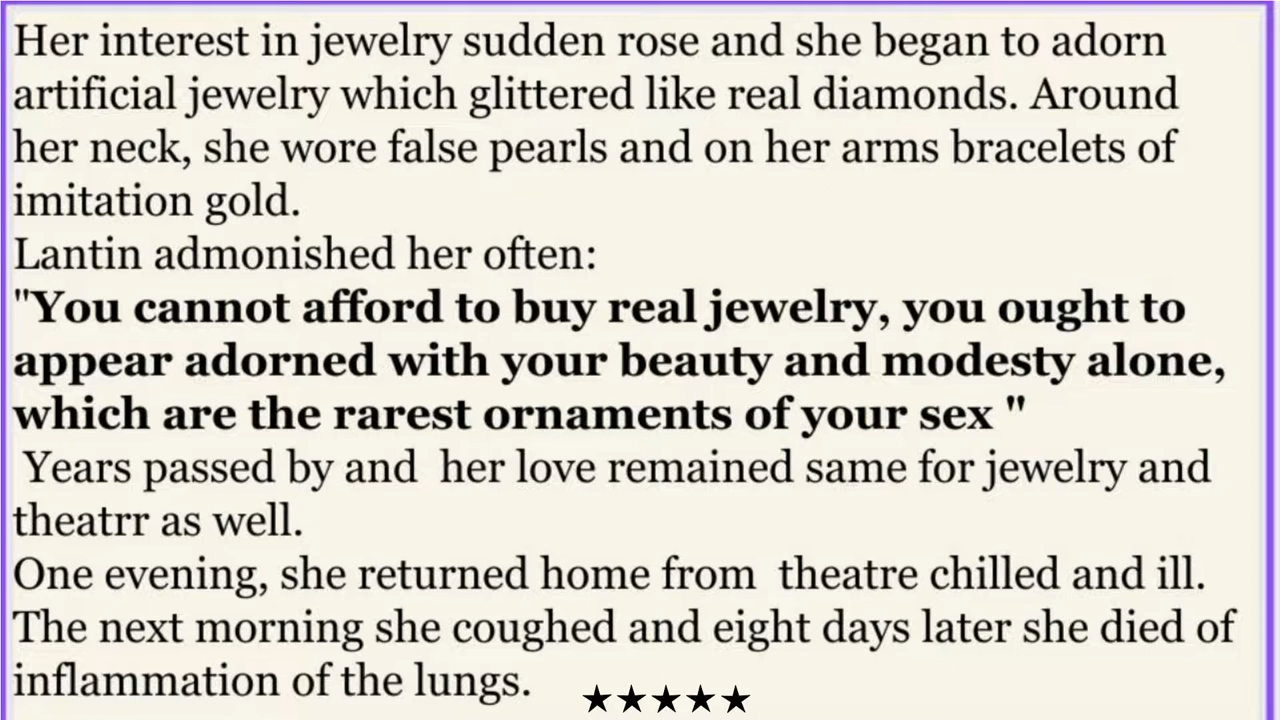 Her interest in jewelry sudden rose and she began to adorn
artificial jewelry which glittered like real diamonds. Around
her neck, she wore false pearls and on her arms bracelets of
imitation gold.
Lantin admonished her often:
"You cannot afford to buy real jewelry, you ought to
appear adorned with your beauty and modesty alone,
which are the rarest ornaments of your sex "
Years passed by and  her love remained same for jewelry and
theatrr as well.
One evening, she returned home from  theatre chilled and ill.
The next morning she coughed and eight days later she died of
inflammation of the lungs.
★★★★★